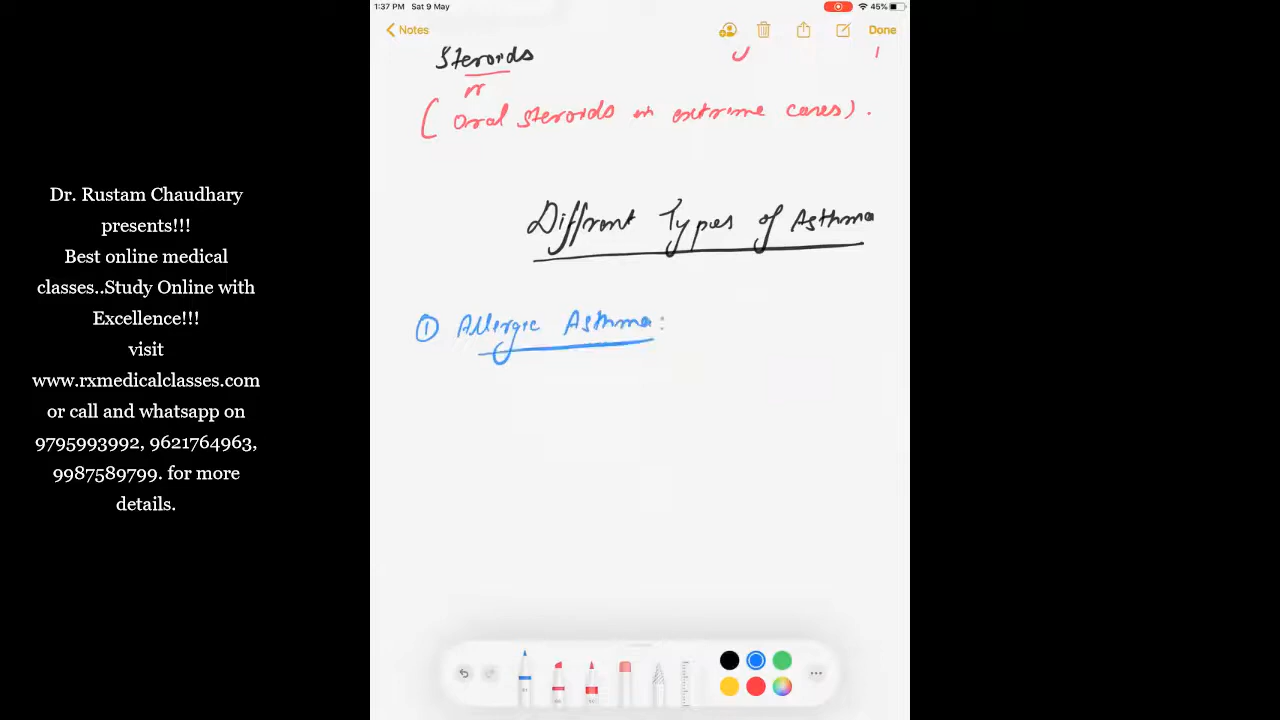 1:37 PM Sat 9 May 45%
Notes Done
Steroids
or
( Oral steroids in extrime cases) .
Diffrent Types of Asthma
① Allergic Asthma:
Dr. Rustam Chaudhary
presents!!!
Best online medical
classes..Study Online with
Excellence!!!
visit
www.rxmedicalclasses.com
or call and whatsapp on
9795993992, 9621764963,
9987589799. for more
details.